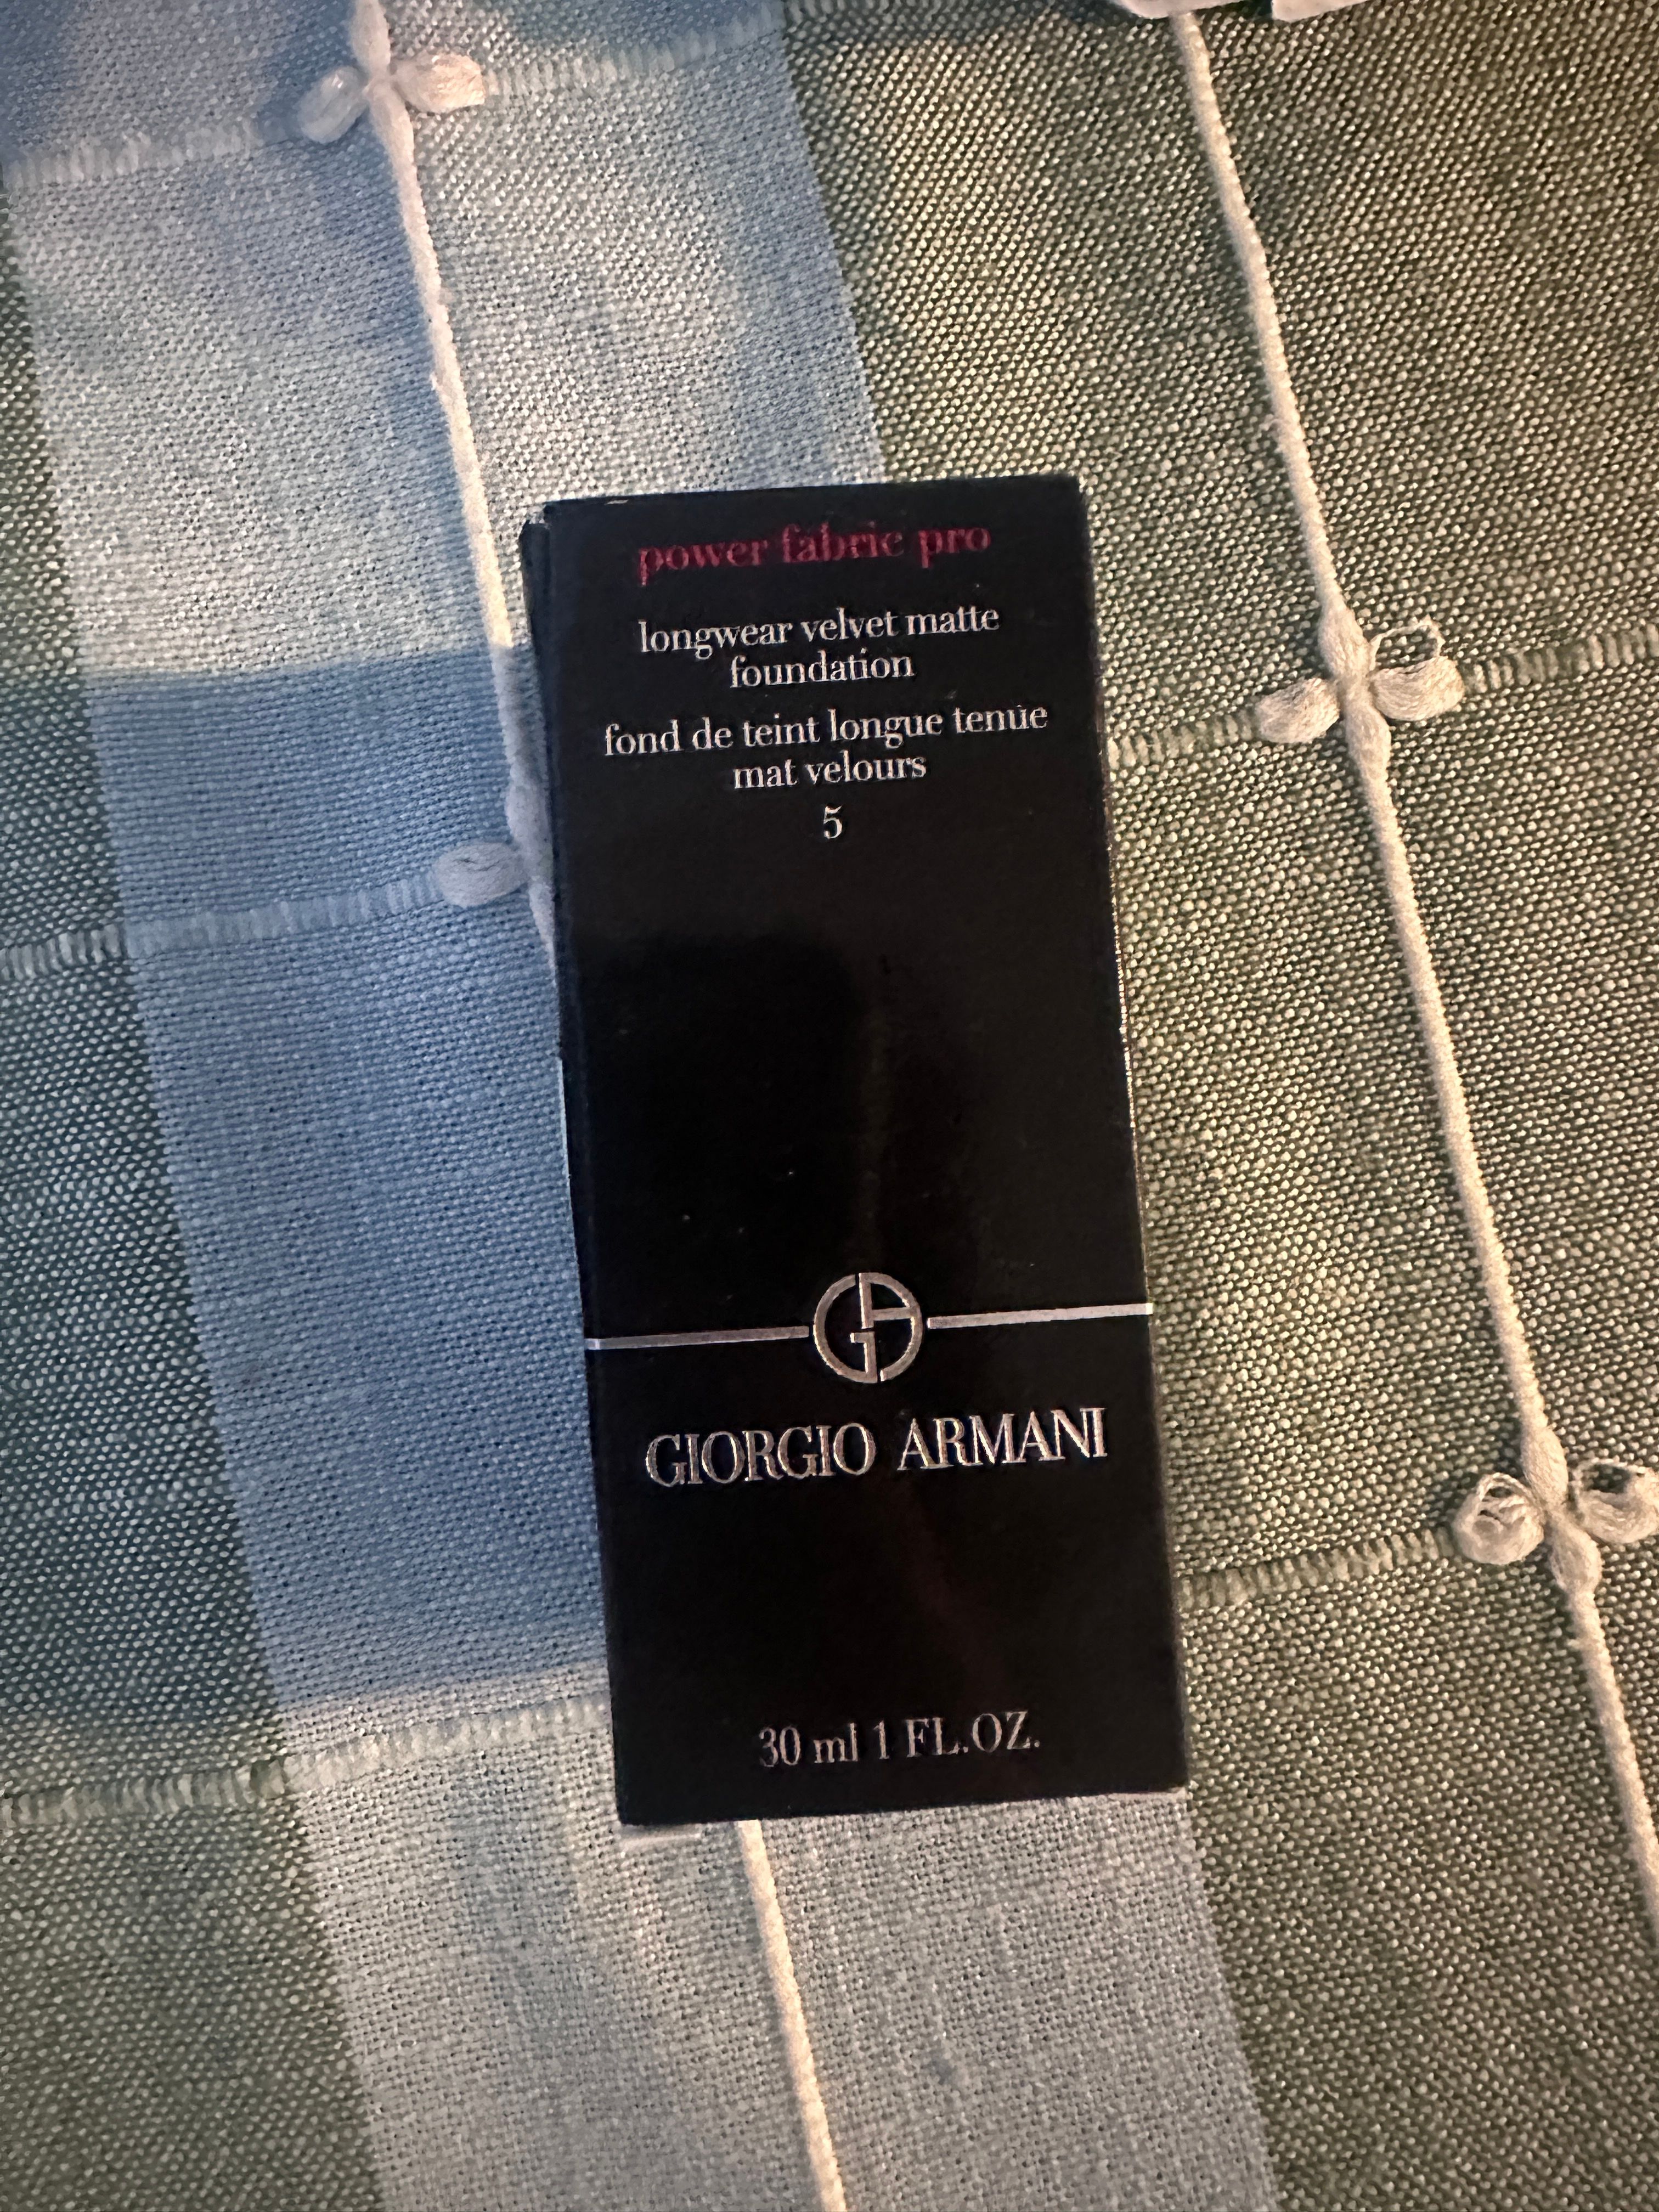 power fabric pro
longwear velvet matte
foundation
fond de teint longue tenue
mat velours
5
GA
GIORGIO ARMANI
30 ml 1 FL.OZ.